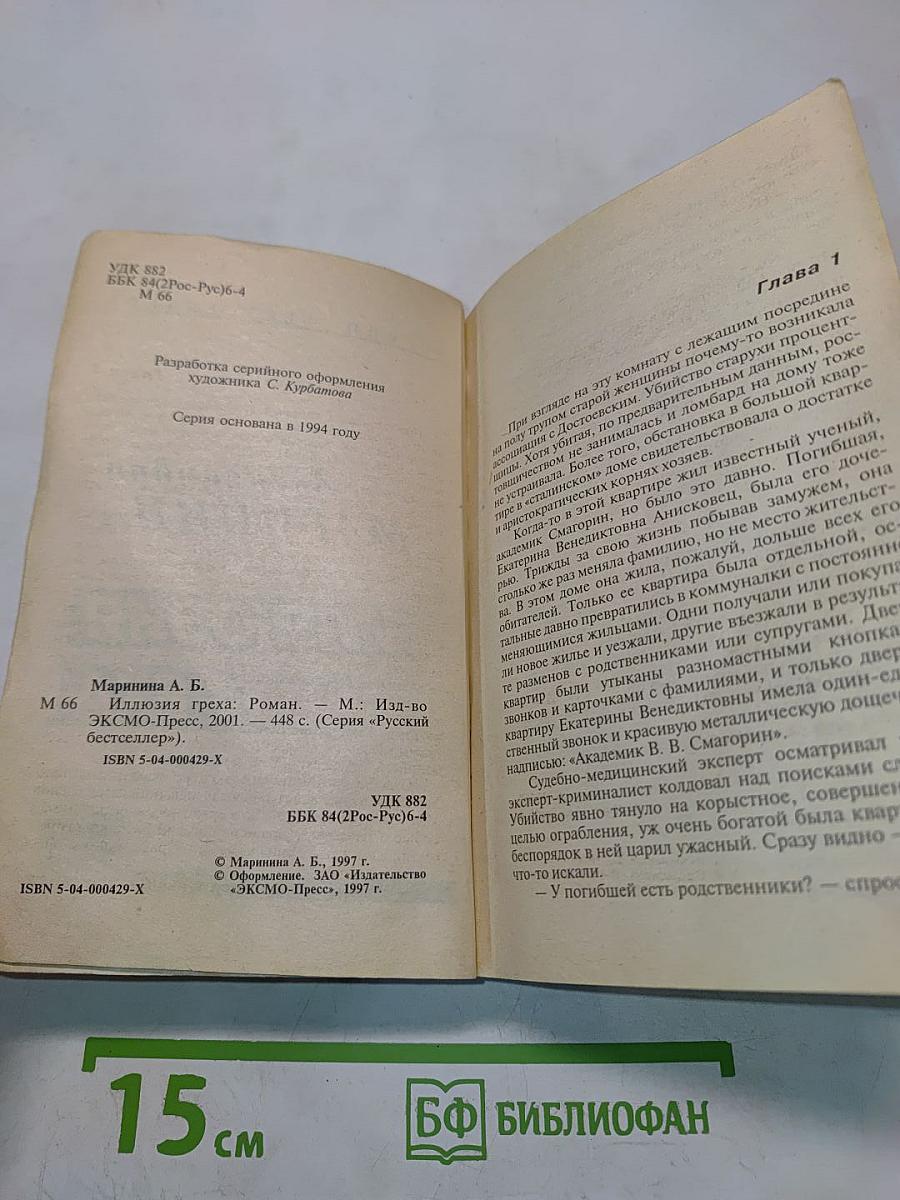 УДК 882
ББК 84(2Рос-Рус)6-4
М 66
Разработка серийного оформления
художника С. Курбатова
Серия основана в 1994 году
Маринина А. Б.
М 66 Иллюзия греха: Роман. — М.: Изд-во
ЭКСМО-Пресс, 2001. — 448 с. (Серия «Русский
бестселлер»).
ISBN 5-04-000429-X
УДК 882
ББК 84(2Рос-Рус)6-4
© Маринина А. Б., 1997 г.
© Оформление. ЗАО «Издательство
«ЭКСМО-Пресс», 1997 г.
ISBN 5-04-000429-X
Глава 1
При взгляде на эту комнату с лежащим посредине
на полу трупом старой женщины почему-то возникала
ассоциация с Достоевским. Убийство старухи процент-
щицы. Хотя убитая, по предварительным данным, рос-
товщичеством не занималась и ломбард на дому тоже
не устраивала. Более того, обстановка в большой квар-
тире в «сталинском» доме свидетельствовала о достатке
и аристократических корнях хозяев.
Когда-то в этой квартире жил известный ученый,
академик Смагорин, но было это давно. Погибшая,
Екатерина Венедиктовна Анисковец, была его доче-
рью. Трижды за свою жизнь побывав замужем, она
столько же раз меняла фамилию, но не место жительст-
ва. В этом доме она жила, пожалуй, дольше всех его
обитателей. Только ее квартира была отдельной, ос-
тальные давно превратились в коммуналки с постоянно
меняющимися жильцами. Одни получали или покупа
ли новое жилье и уезжали, другие въезжали в результ
те разменов с родственниками или супругами. Две
квартир были утыканы разномастными кнопка
звонков и карточками с фамилиями, и только двер
квартиру Екатерины Венедиктовны имела один-ед
ственный звонок и красивую металлическую дощеч
надписью: «Академик В. В. Смагорин».
Судебно-медицинский эксперт осматривал
эксперт-криминалист колдовал над поисками сл
Убийство явно тянуло на корыстное, совершен
целью ограбления, уж очень богатой была квар
беспорядок в ней царил ужасный. Сразу видно —
что-то искали.
— У погибшей есть родственники? — спрос
15 см
БФ БИБЛИОФАН